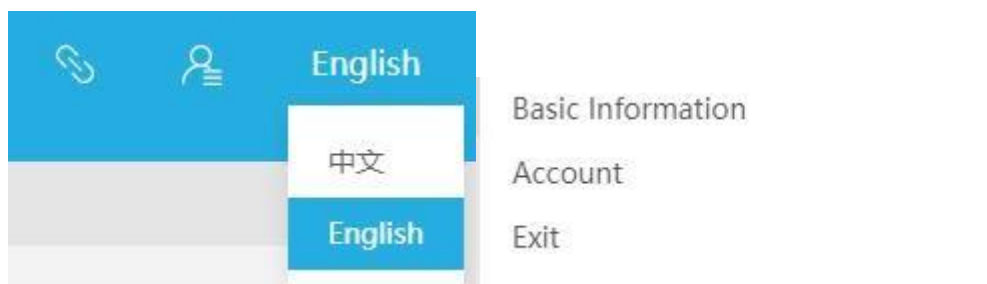 English
中文
English
Basic Information
Account
Exit